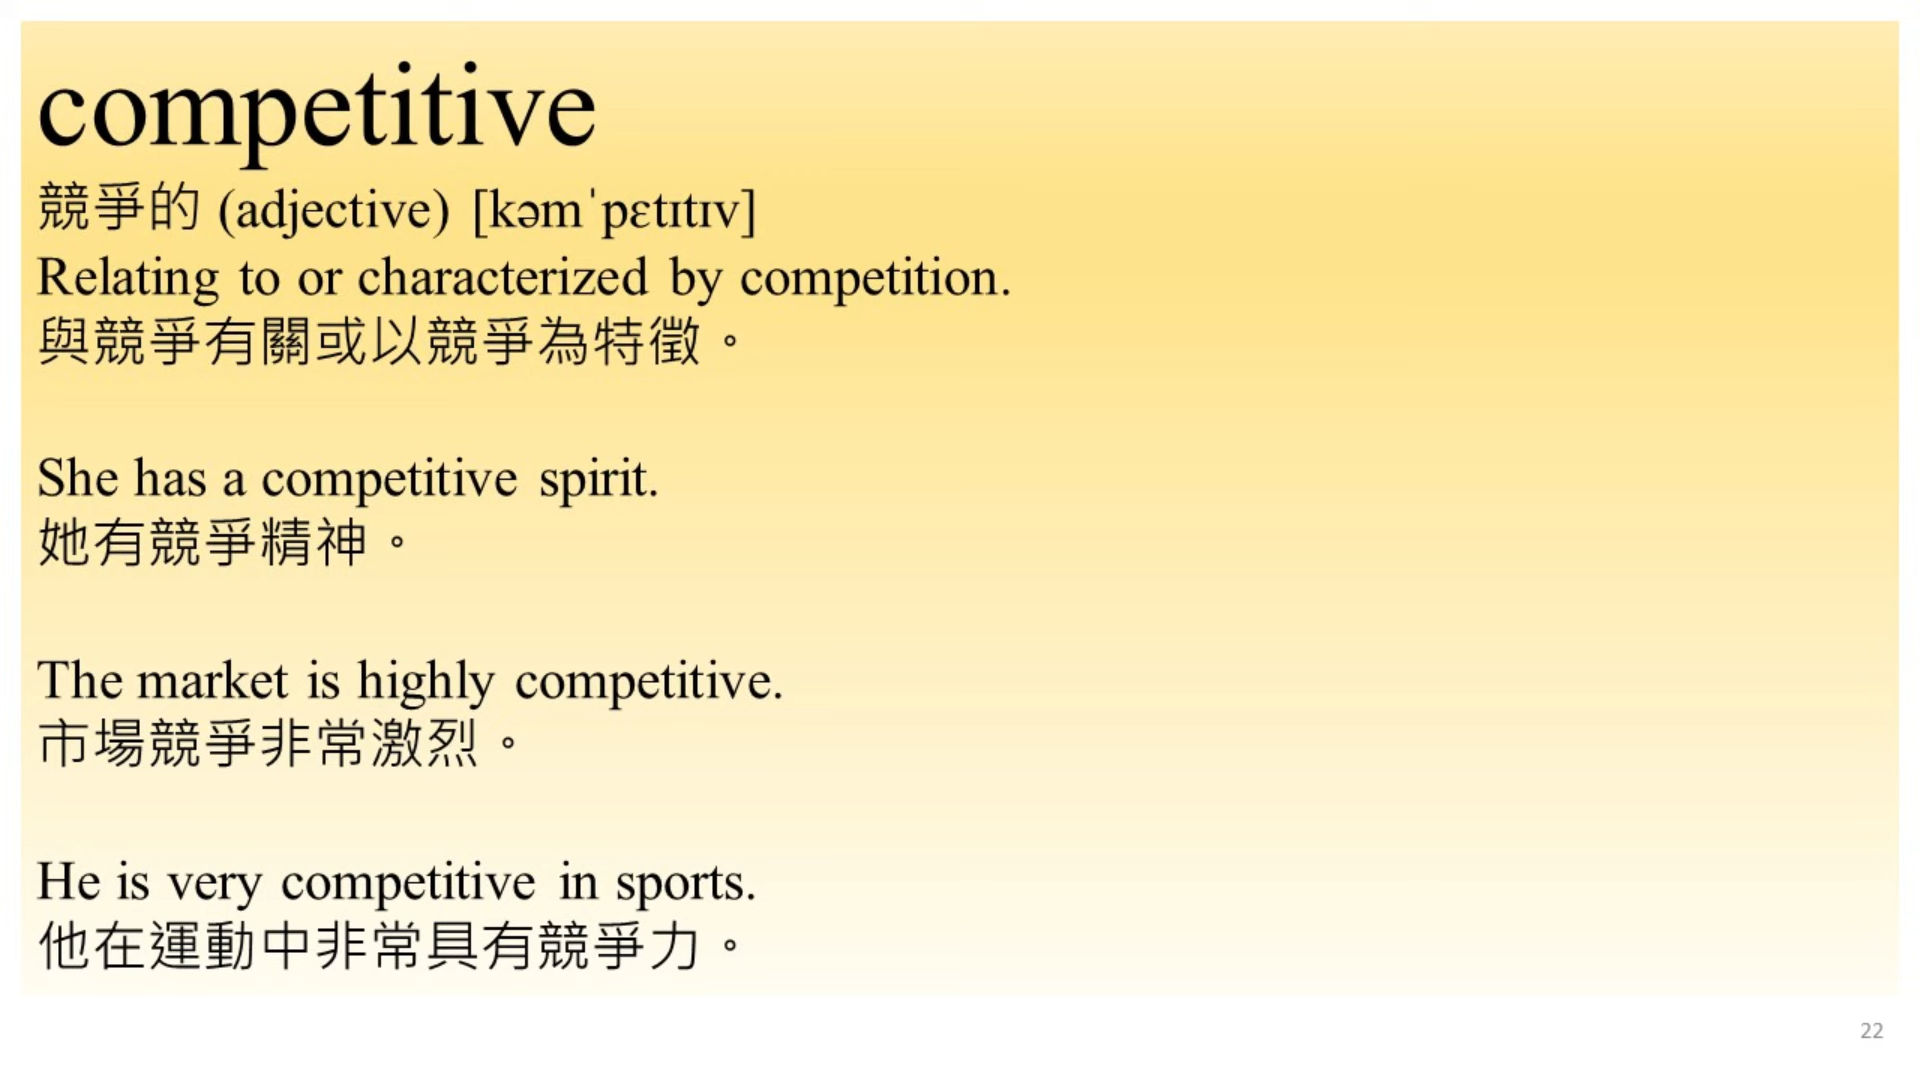 competitive
競爭的 (adjective) [kəmˈpɛtɪtɪv]
Relating to or characterized by competition.
與競爭有關或以競爭為特徵。
She has a competitive spirit.
她有競爭精神。
The market is highly competitive.
市場競爭非常激烈。
He is very competitive in sports.
他在運動中非常具有競爭力。
22